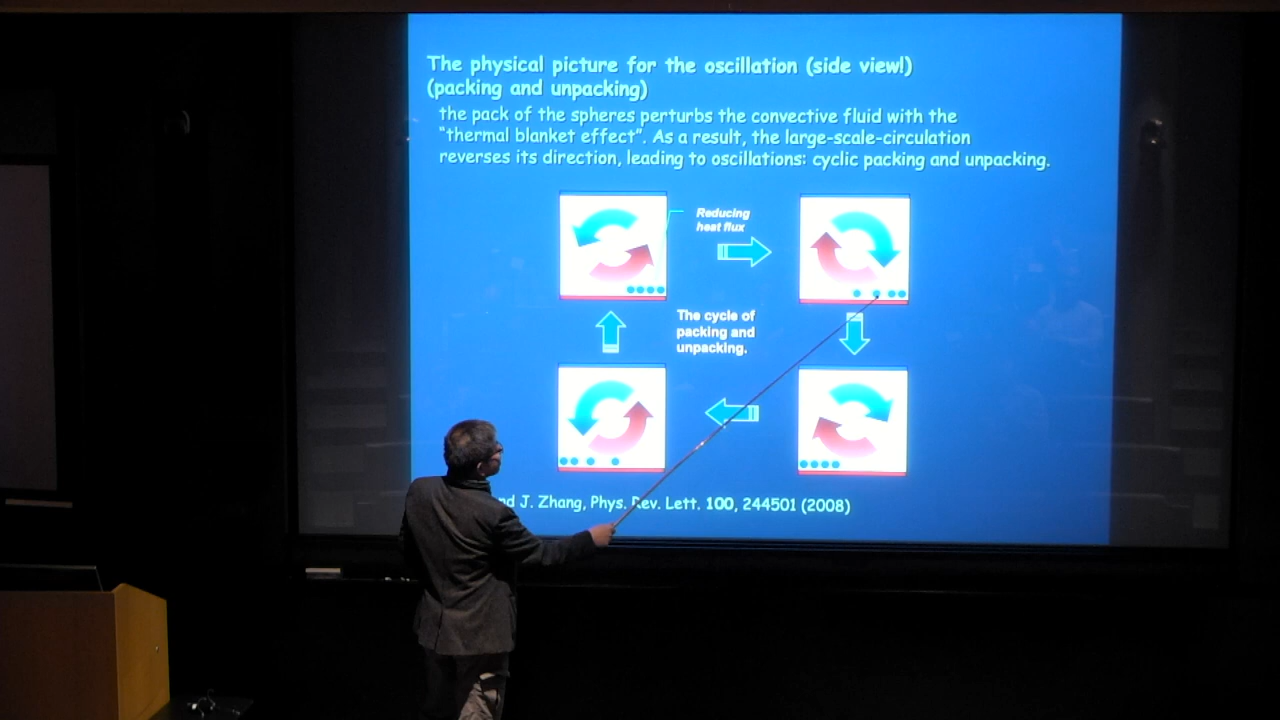 The physical picture for the oscillation (side view!)
(packing and unpacking)
the pack of the spheres perturbs the convective fluid with the
“thermal blanket effect”. As a result, the large-scale-circulation
reverses its direction, leading to oscillations: cyclic packing and unpacking.
Reducing
heat flux
The cycle of
packing and
unpacking.
J. Zhang, Phys. Rev. Lett. 100, 244501 (2008)